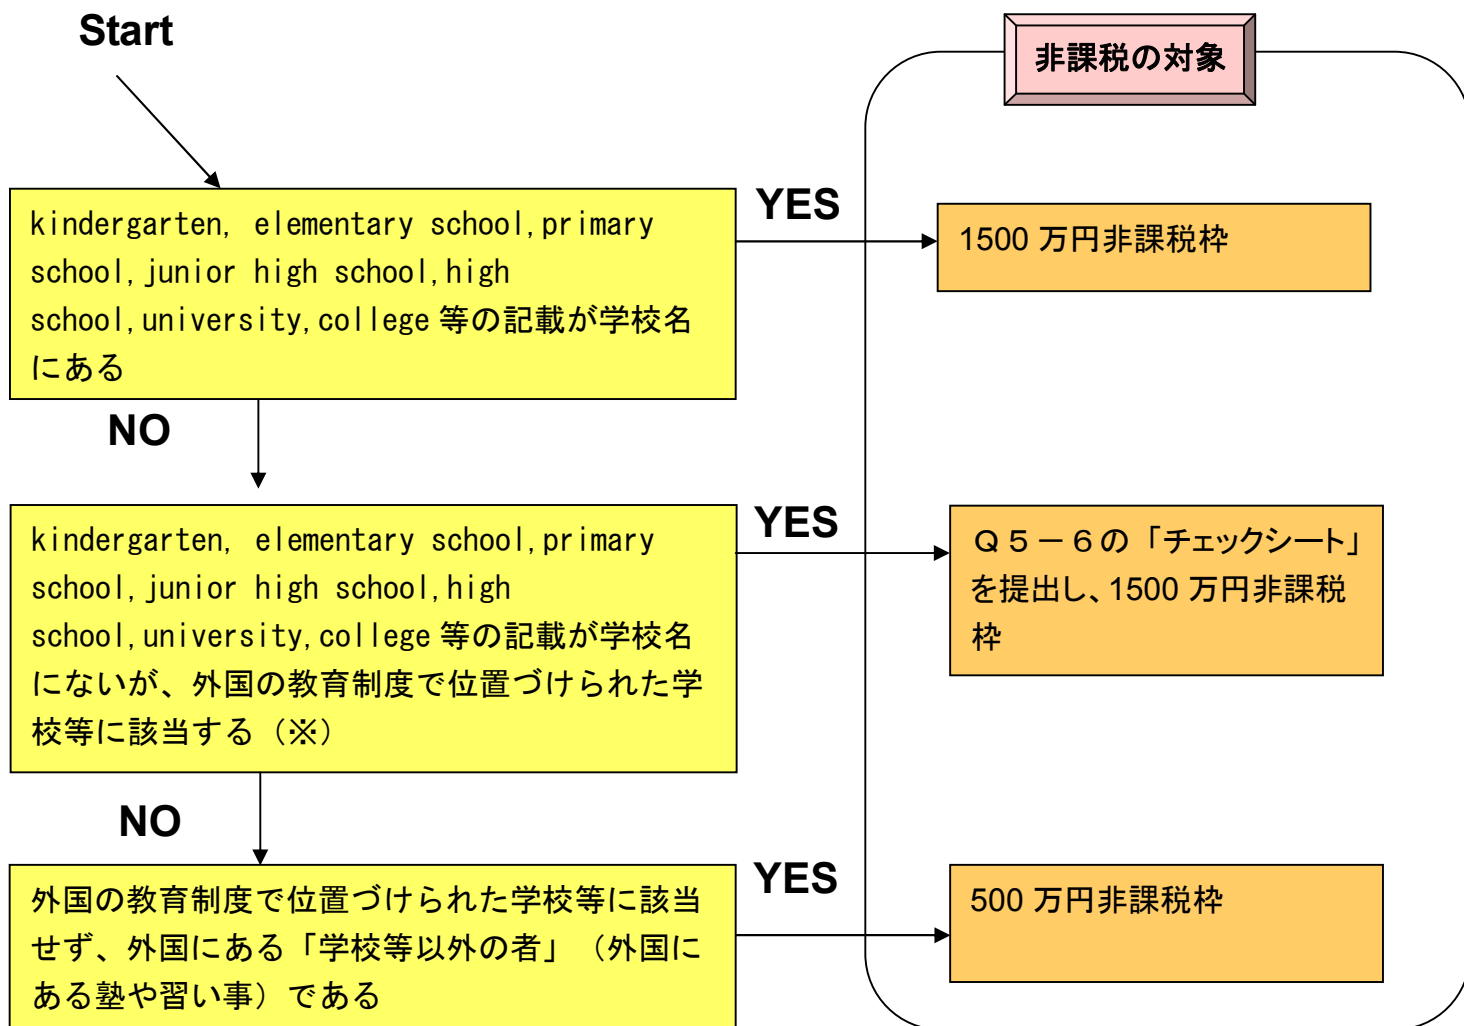 Start
非課税の対象
kindergarten, elementary school,primary
school,junior high school,high
school,university,college 等の記載が学校名
にある
YES
1500 万円非課税枠
NO
kindergarten, elementary school,primary
school,junior high school,high
school,university,college 等の記載が学校名
にないが、外国の教育制度で位置づけられた学
校等に該当する（※）
YES
Q５－６の「チェックシート」
を提出し、1500 万円非課税
枠
NO
外国の教育制度で位置づけられた学校等に該当
せず、外国にある「学校等以外の者」（外国に
ある塾や習い事）である
YES
500 万円非課税枠